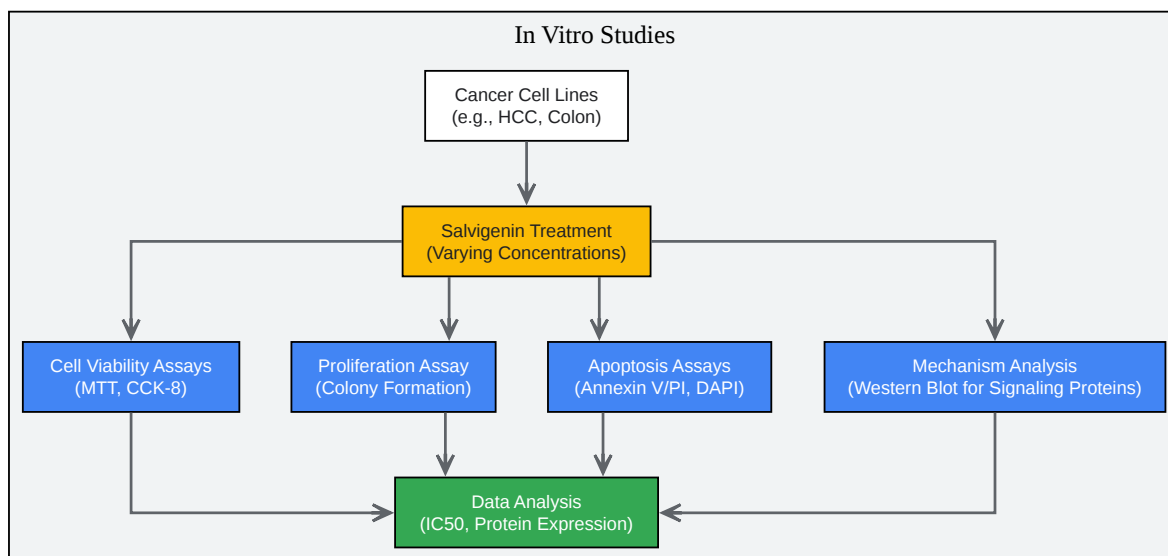 In Vitro Studies
Cancer Cell Lines
(e.g., HCC, Colon)
Salvigenin Treatment
(Varying Concentrations)
Cell Viability Assays
(MTT, CCK-8)
Proliferation Assay
(Colony Formation)
Apoptosis Assays
(Annexin V/PI, DAPI)
Mechanism Analysis
(Western Blot for Signaling Proteins)
Data Analysis
(IC50, Protein Expression)